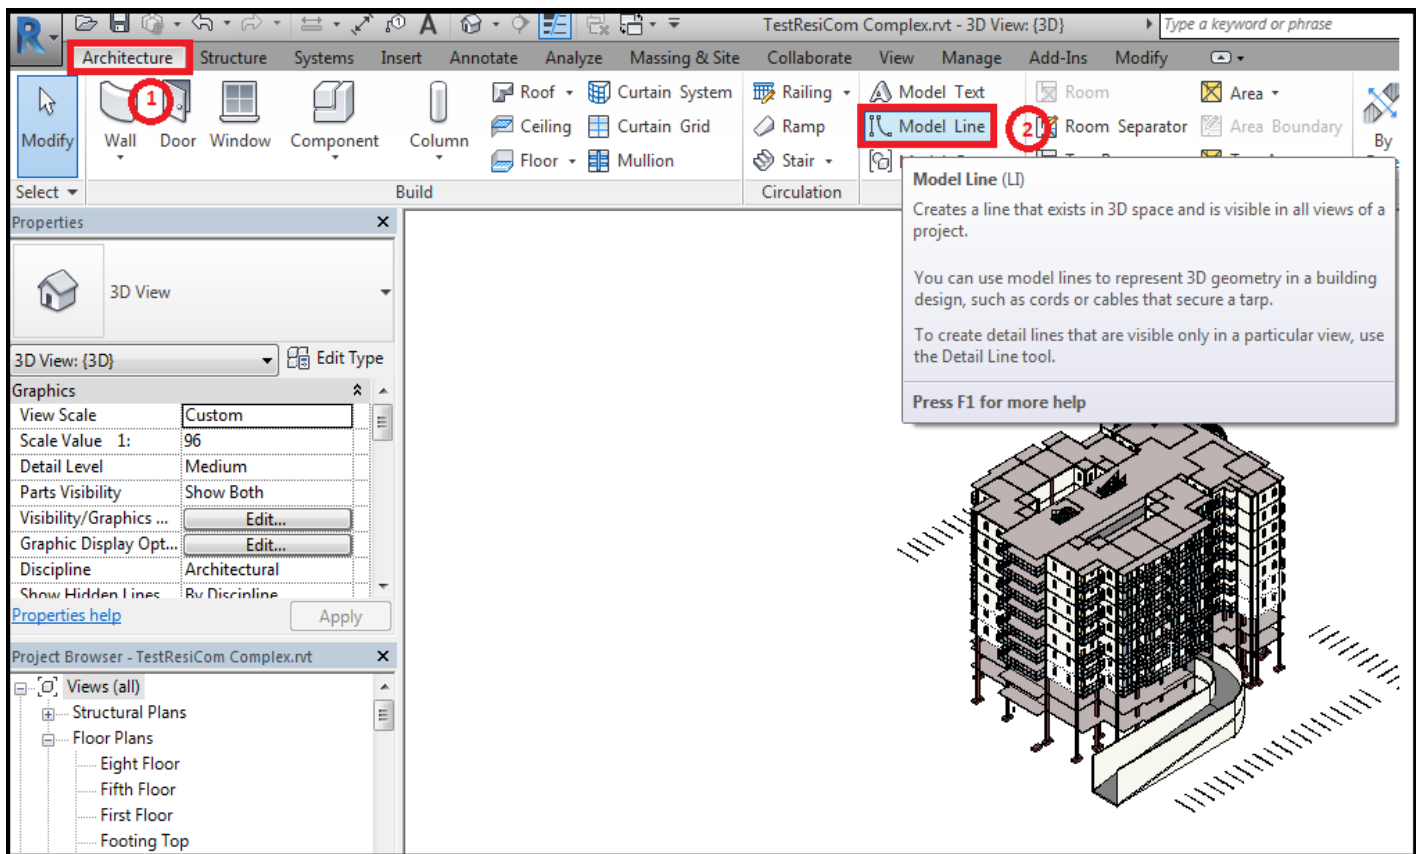 TestResiCom Complex.rvt - 3D View: {3D}
Type a keyword or phrase
Architecture Structure Systems Insert Annotate Analyze Massing & Site Collaborate View Manage Add-Ins Modify
Modify
Wall
Door
Window
Component
Column
Roof
Ceiling
Floor
Curtain System
Curtain Grid
Mullion
Railing
Ramp
Stair
Model Text
Model Line
Room
Room Separator
Area
Area Boundary
By
1
2
Select
Build
Circulation
Model Line (LI)
Creates a line that exists in 3D space and is visible in all views of a
project.
You can use model lines to represent 3D geometry in a building
design, such as cords or cables that secure a tarp.
To create detail lines that are visible only in a particular view, use
the Detail Line tool.
Press F1 for more help
Properties
3D View
3D View: {3D}
Edit Type
Graphics
View Scale Custom
Scale Value 1: 96
Detail Level Medium
Parts Visibility Show Both
Visibility/Graphics ... Edit...
Graphic Display Opt... Edit...
Discipline Architectural
Show Hidden Lines By Discipline
Properties help
Apply
Project Browser - TestResiCom Complex.rvt
Views (all)
Structural Plans
Floor Plans
Eight Floor
Fifth Floor
First Floor
Footing Top